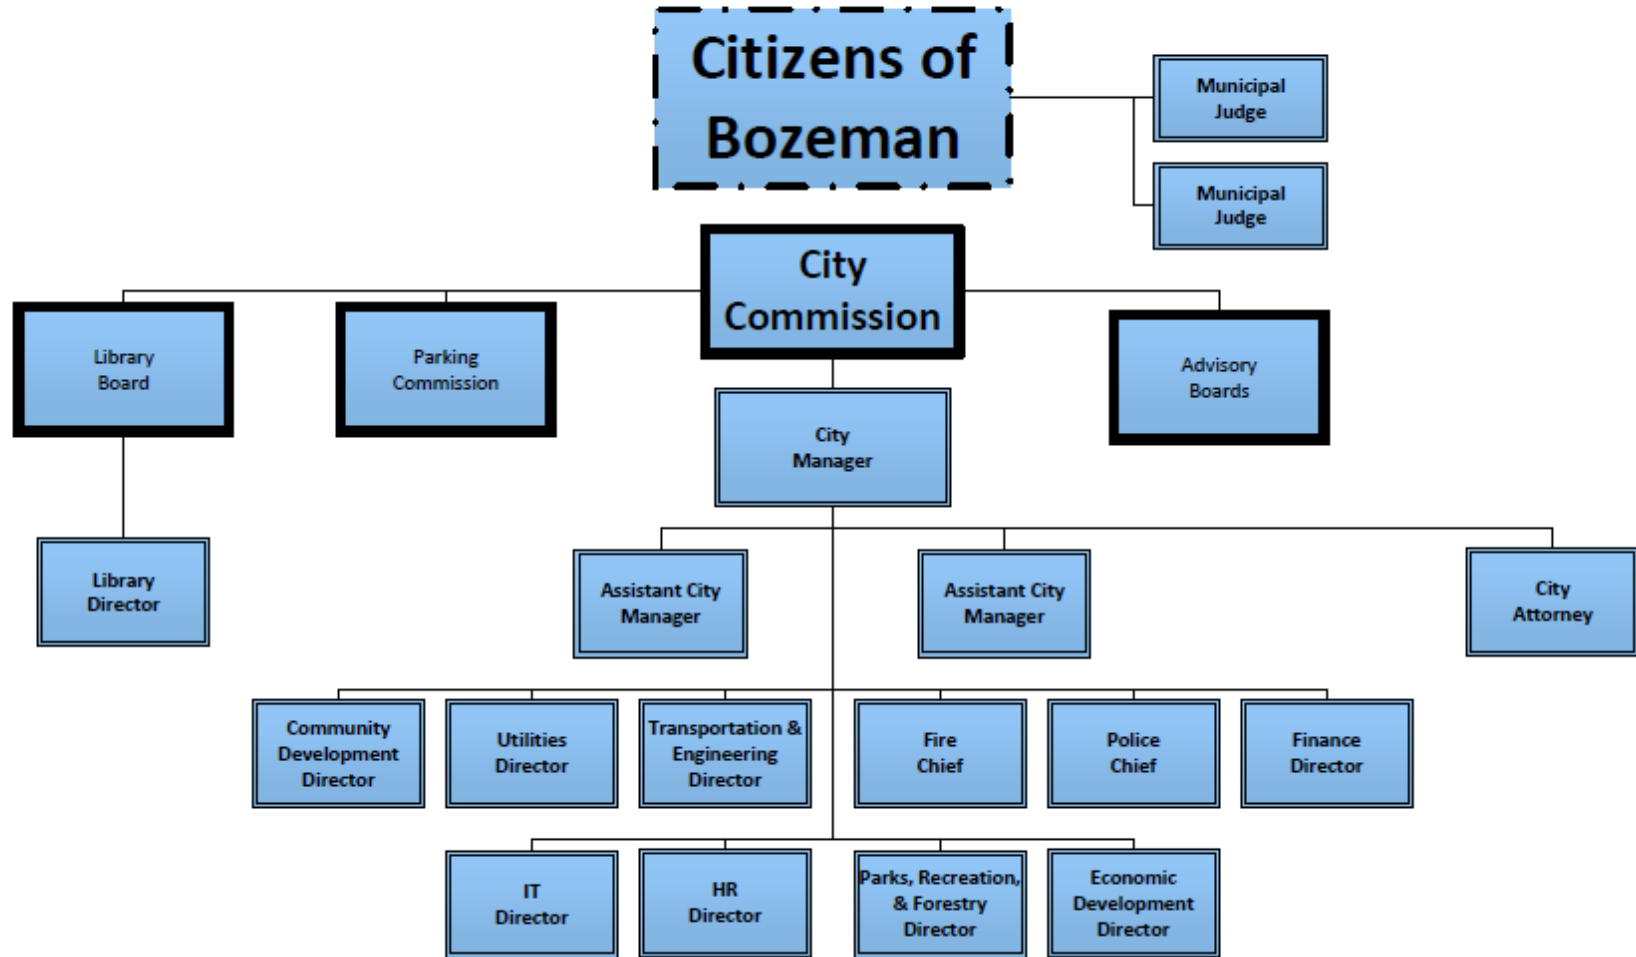 Citizens of
Bozeman
Municipal
Judge
Municipal
Judge
City
Commission
Library
Board
Parking
Commission
Advisory
Boards
City
Manager
Library
Director
Assistant City
Manager
Assistant City
Manager
City
Attorney
Community
Development
Director
Utilities
Director
Transportation &
Engineering
Director
Fire
Chief
Police
Chief
Finance
Director
IT
Director
HR
Director
Parks, Recreation,
& Forestry
Director
Economic
Development
Director